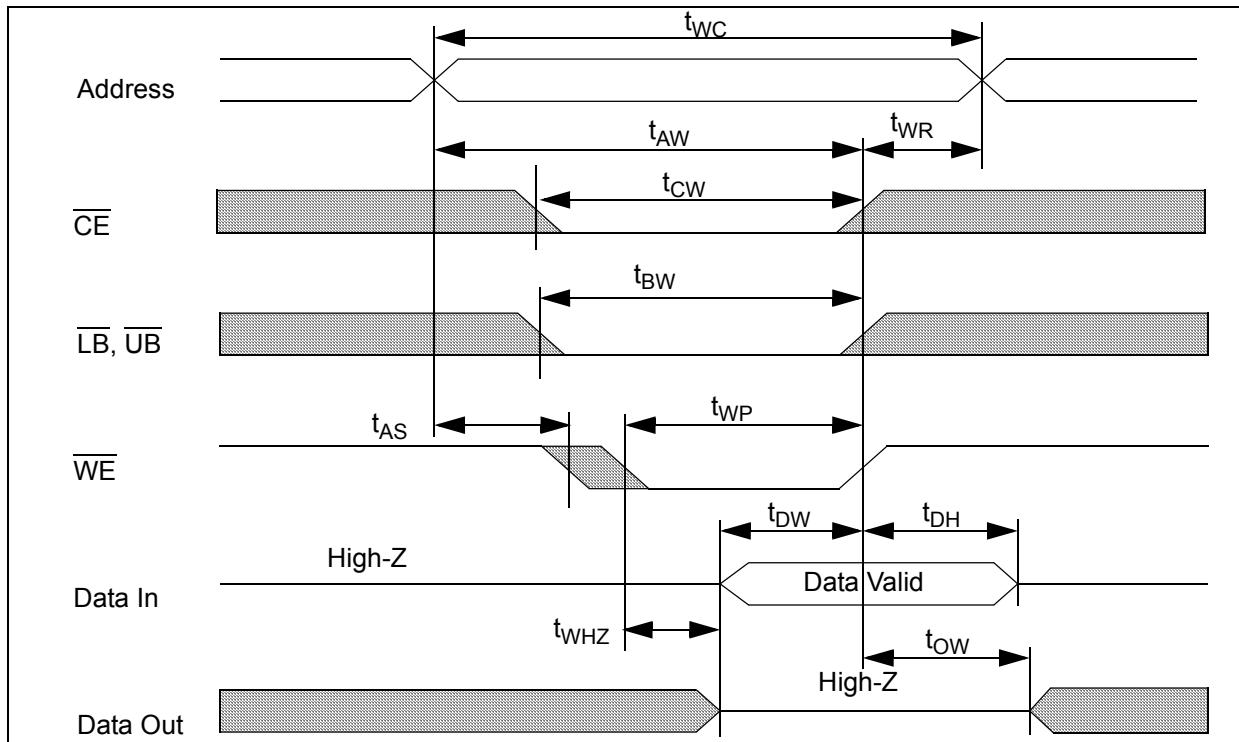 tWC
Address
tAW
tWR
tCW
CE
tBW
LB, UB
tWP
tAS
WE
tDW
tDH
High-Z
Data Valid
Data In
tWHZ
tOW
High-Z
Data Out